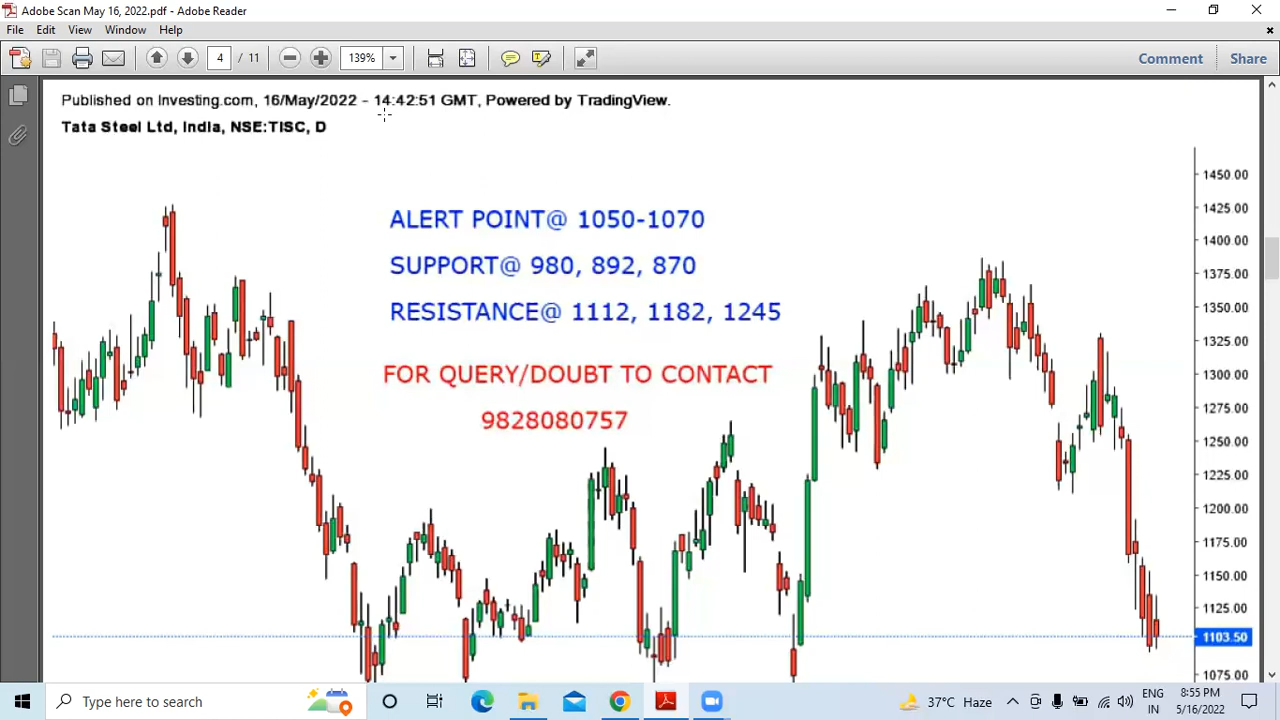 Adobe Scan May 16, 2022.pdf - Adobe Reader
File Edit View Window Help
4 / 11 139% Comment Share
Published on Investing.com, 16/May/2022 - 14:42:51 GMT, Powered by TradingView.
Tata Steel Ltd, India, NSE:TISC, D
1450.00
ALERT POINT@ 1050-1070
1425.00
1400.00
SUPPORT@ 980, 892, 870
1375.00
RESISTANCE@ 1112, 1182, 1245
1350.00
1325.00
FOR QUERY/DOUBT TO CONTACT
1300.00
1275.00
9828080757
1250.00
1225.00
1200.00
1175.00
1150.00
1125.00
1103.50
1075.00
Type here to search
37°C Haze
ENG
IN
8:55 PM
5/16/2022